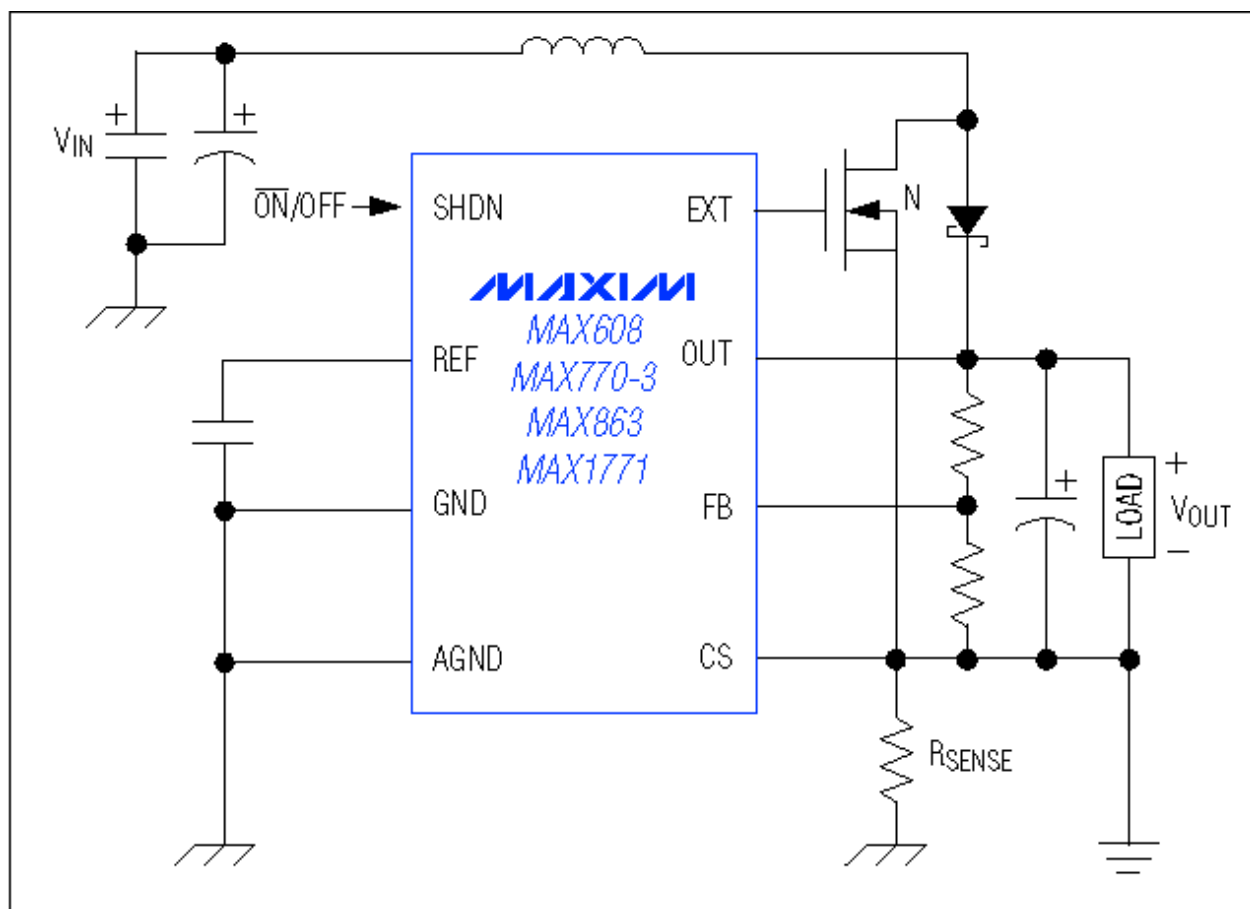 VIN
ON/OFF
SHDN
EXT
N
MAXIM
MAX608
MAX770-3
MAX863
MAX1771
REF
OUT
GND
FB
LOAD
+
VOUT
–
AGND
CS
RSENSE
+
+
+